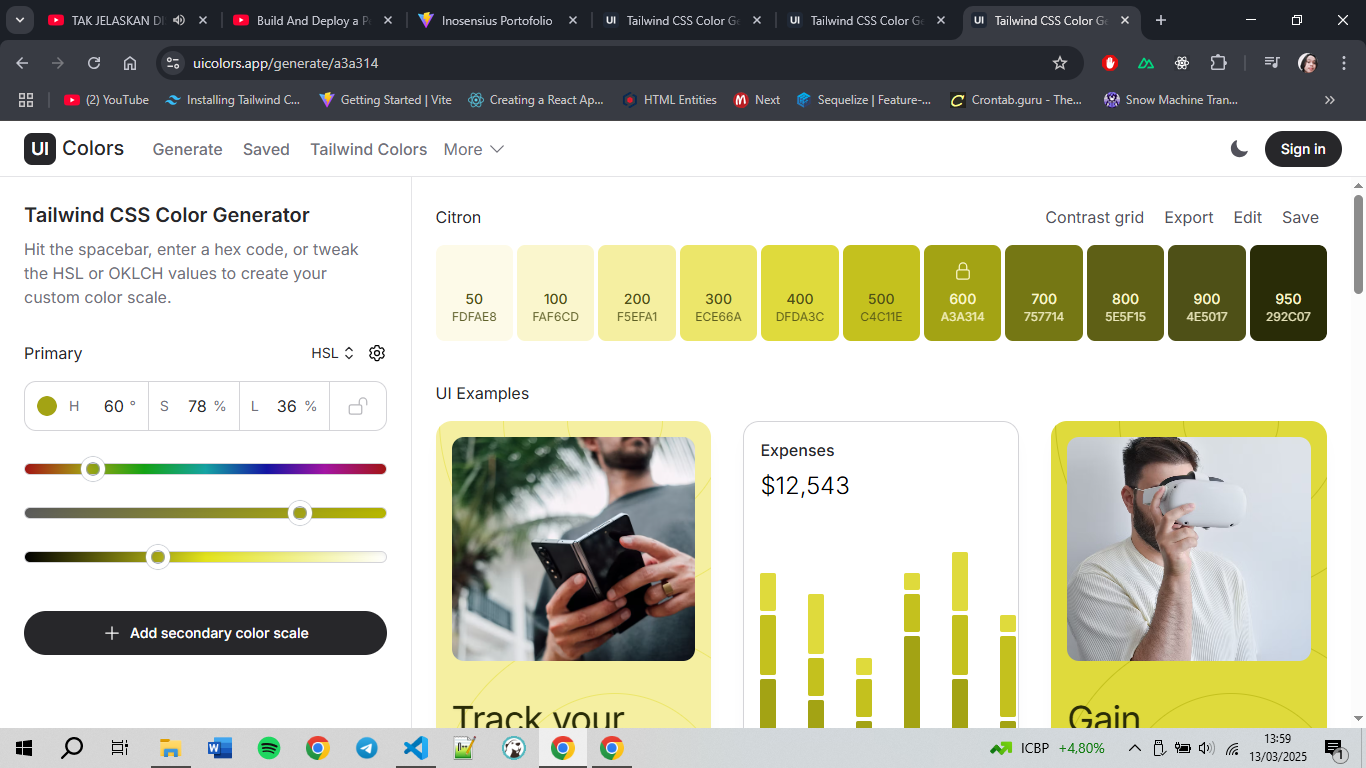 TAK JELASKAN D
Build And Deploy a P
Inosensius Portofolio
Tailwind CSS Color Ge
Tailwind CSS Color Ge
Tailwind CSS Color Ge
uicolors.app/generate/a3a314
(2) YouTube
Installing Tailwind C...
Getting Started | Vite
Creating a React Ap...
HTML Entities
Next
Sequelize | Feature-...
Crontab.guru - The...
Snow Machine Tran...
UI Colors
Generate
Saved
Tailwind Colors
More
Sign in
Tailwind CSS Color Generator
Hit the spacebar, enter a hex code, or tweak
the HSL or OKLCH values to create your
custom color scale.
Primary
HSL
H 60 °
S 78 %
L 36 %
Add secondary color scale
Citron
Contrast grid
Export
Edit
Save
50
FDFAE8
100
FAF6CD
200
F5EFA1
300
ECE66A
400
DFDA3C
500
C4C11E
600
A3A314
700
757714
800
5E5F15
900
4E5017
950
292C07
UI Examples
Track your
Expenses
$12,543
Gain
ICBP +4,80%
13:59
13/03/2025
1